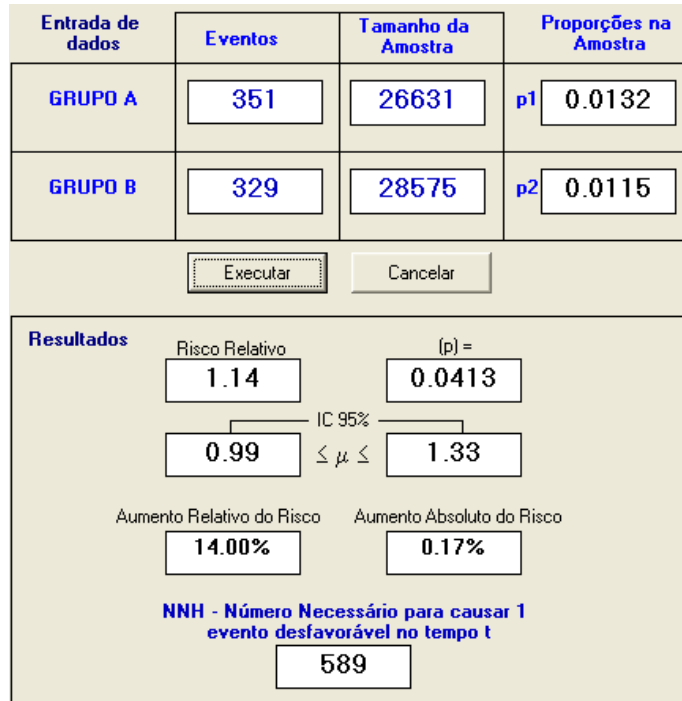 Entrada de dados
Eventos
Tamanho da Amostra
Proporções na Amostra
GRUPO A
351
26631
p1
0.0132
GRUPO B
329
28575
p2
0.0115
Executar
Cancelar
Resultados
Risco Relativo
(p) =
1.14
0.0413
IC 95%
0.99
≤ μ ≤
1.33
Aumento Relativo do Risco
Aumento Absoluto do Risco
14.00%
0.17%
NNH - Número Necessário para causar 1
evento desfavorável no tempo t
589